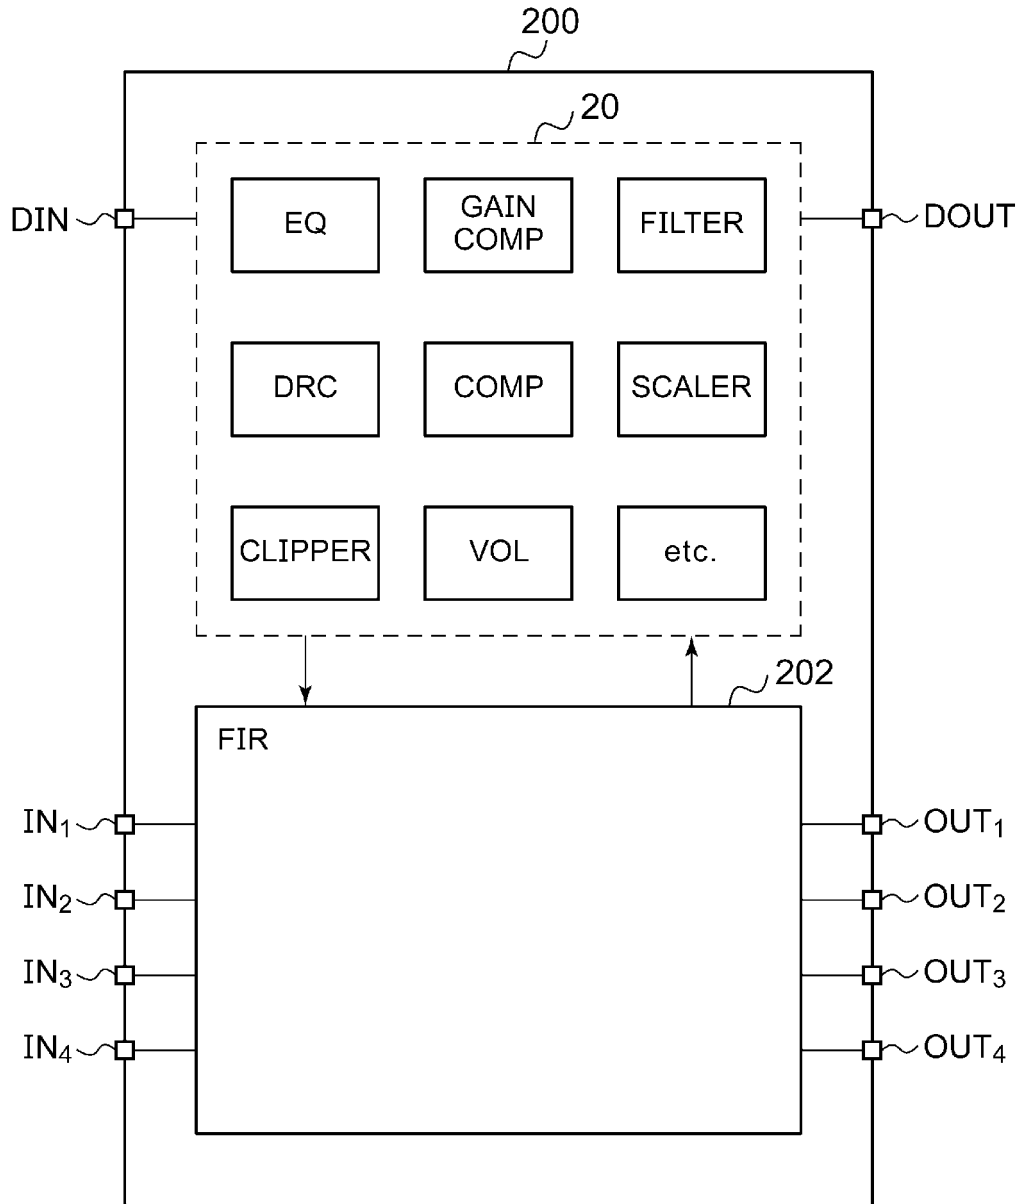 200
20
DIN
EQ
GAIN
COMP
FILTER
DOUT
DRC
COMP
SCALER
CLIPPER
VOL
etc.
202
FIR
IN₁
OUT₁
IN₂
OUT₂
IN₃
OUT₃
IN₄
OUT₄